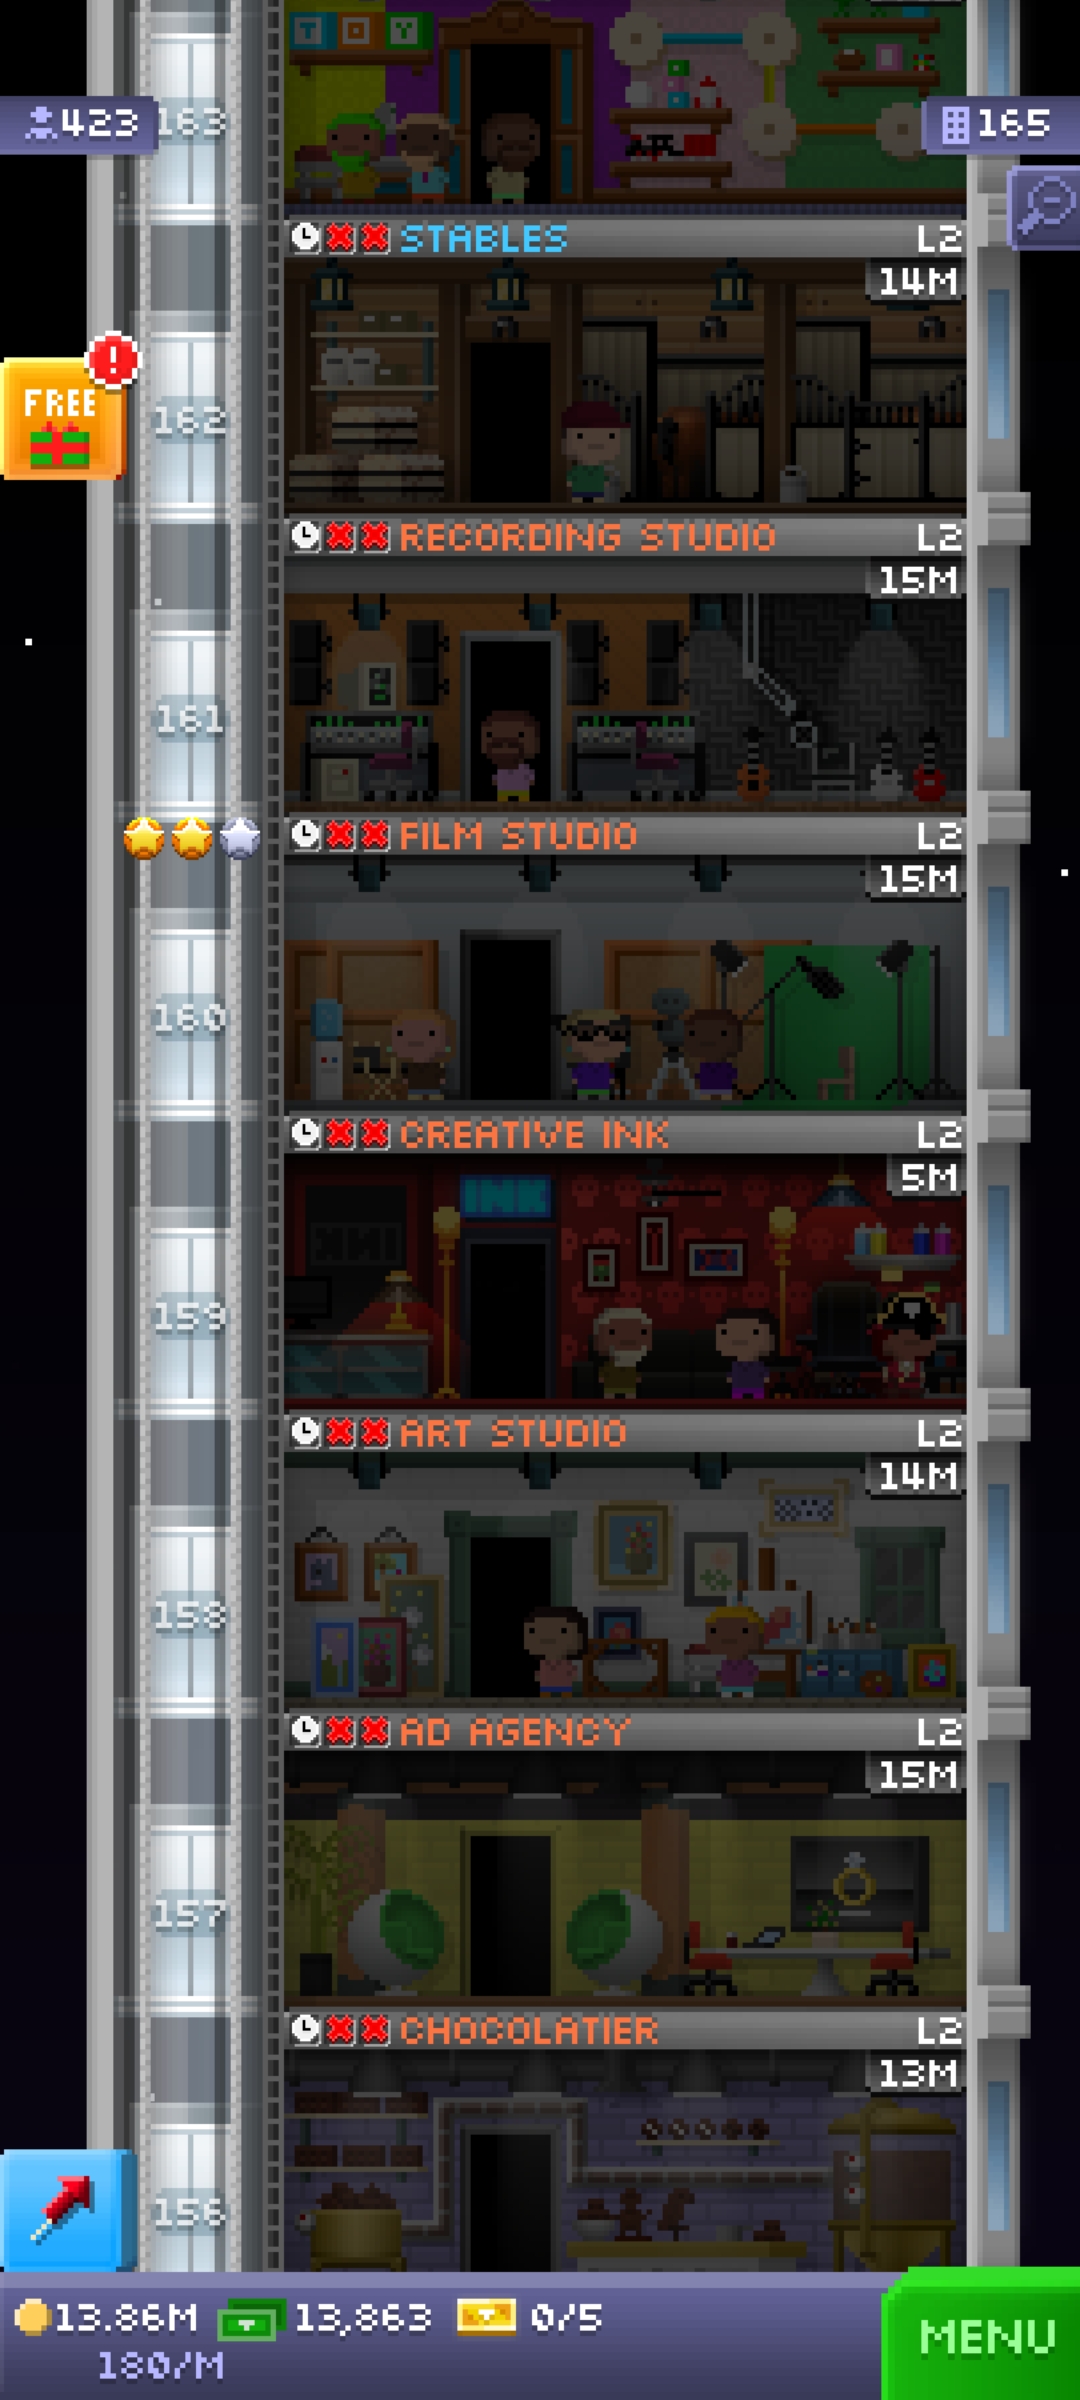 TOY
423
163
165
STABLES L2
14M
FREE
!
162
RECORDING STUDIO L2
15M
161
FILM STUDIO L2
15M
160
CREATIVE INK L2
5M
INK
INK
159
ART STUDIO L2
14M
158
AD AGENCY L2
15M
157
CHOCOLATIER L2
13M
156
13.86M 13,863 0/5
180/M
MENU